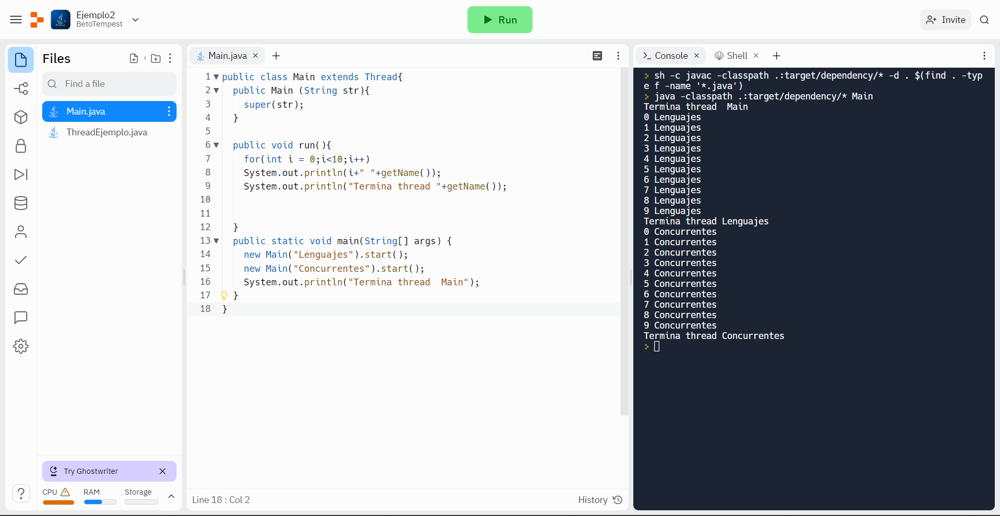 Ejemplo2
BetoTempest
Run
Invite
Files
Find a file
Main.java
ThreadEjemplo.java
Try Ghostwriter
CPU RAM Storage
?
Main.java
1 public class Main extends Thread{
2   public Main (String str){
3     super(str);
4   }
5
6   public void run(){
7     for(int i = 0;i<10;i++)
8     System.out.println(i+" "+getName());
9     System.out.println("Termina thread "+getName());
10
11
12   }
13   public static void main(String[] args) {
14     new Main("Lenguajes").start();
15     new Main("Concurrentes").start();
16     System.out.println("Termina thread  Main");
17   }
18 }
Line 18 : Col 2
History
Console
Shell
sh -c javac -classpath .:target/dependency/* -d . $(find . -typ
e f -name '*.java')
java -classpath .:target/dependency/* Main
Termina thread  Main
0 Lenguajes
1 Lenguajes
2 Lenguajes
3 Lenguajes
4 Lenguajes
5 Lenguajes
6 Lenguajes
7 Lenguajes
8 Lenguajes
9 Lenguajes
Termina thread Lenguajes
0 Concurrentes
1 Concurrentes
2 Concurrentes
3 Concurrentes
4 Concurrentes
5 Concurrentes
6 Concurrentes
7 Concurrentes
8 Concurrentes
9 Concurrentes
Termina thread Concurrentes